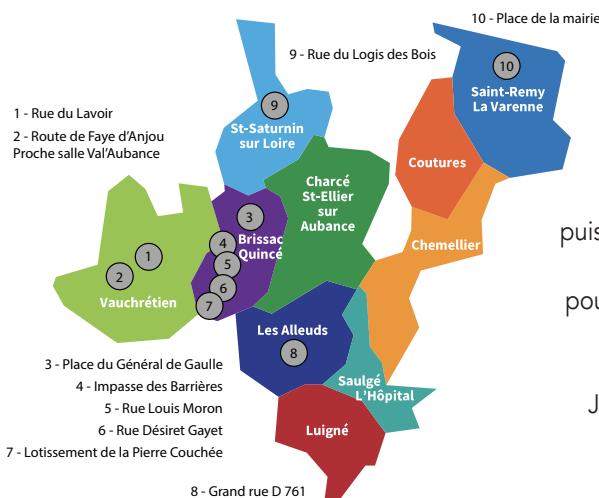 10 - Place de la mairie
9 - Rue du Logis des Bois
10
Saint-Remy
La Varenne
9
St-Saturnin
sur Loire
1 - Rue du Lavoir
2 - Route de Faye d'Anjou
Proche salle Val'Aubance
Coutures
Charcé
St-Ellier
sur
Aubance
3
Brissac
Quincé
4
5
6
7
Chemellier
1
2
Vauchrétien
puis
pou
J
Les Alleuds
8
3 - Place du Général de Gaulle
4 - Impasse des Barrières
5 - Rue Louis Moron
6 - Rue Désiret Gayet
7 - Lotissement de la Pierre Couchée
Saulgé
L'Hôpital
Luigné
8 - Grand rue D 761